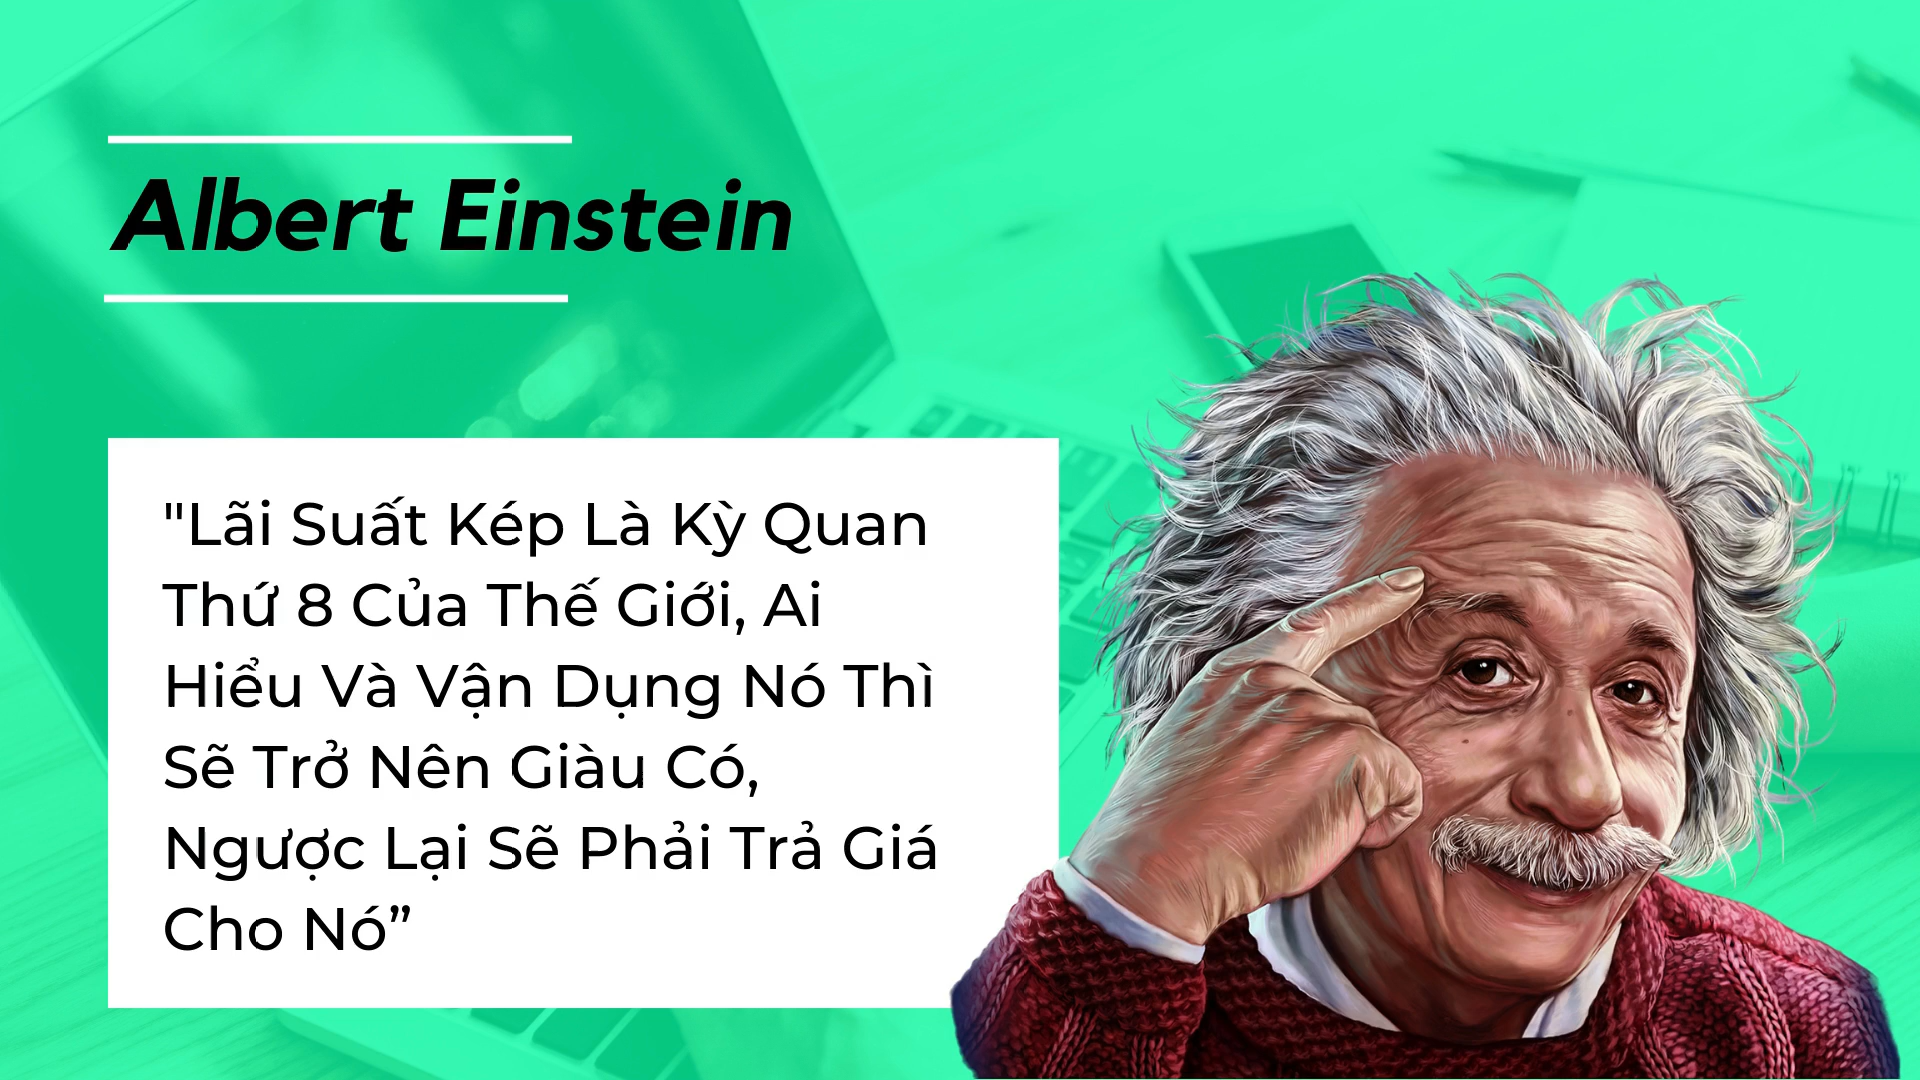 Albert Einstein
"Lãi Suất Kép Là Kỳ Quan
Thứ 8 Của Thế Giới, Ai
Hiểu Và Vận Dụng Nó Thì
Sẽ Trở Nên Giàu Có,
Ngược Lại Sẽ Phải Trả Giá
Cho Nó”